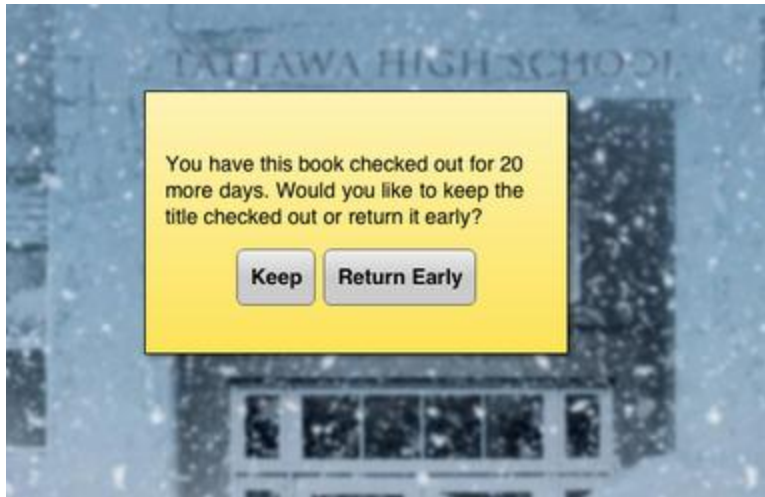 TATTAWA HIGH SCHOOL
You have this book checked out for 20
more days. Would you like to keep the
title checked out or return it early?
Keep Return Early